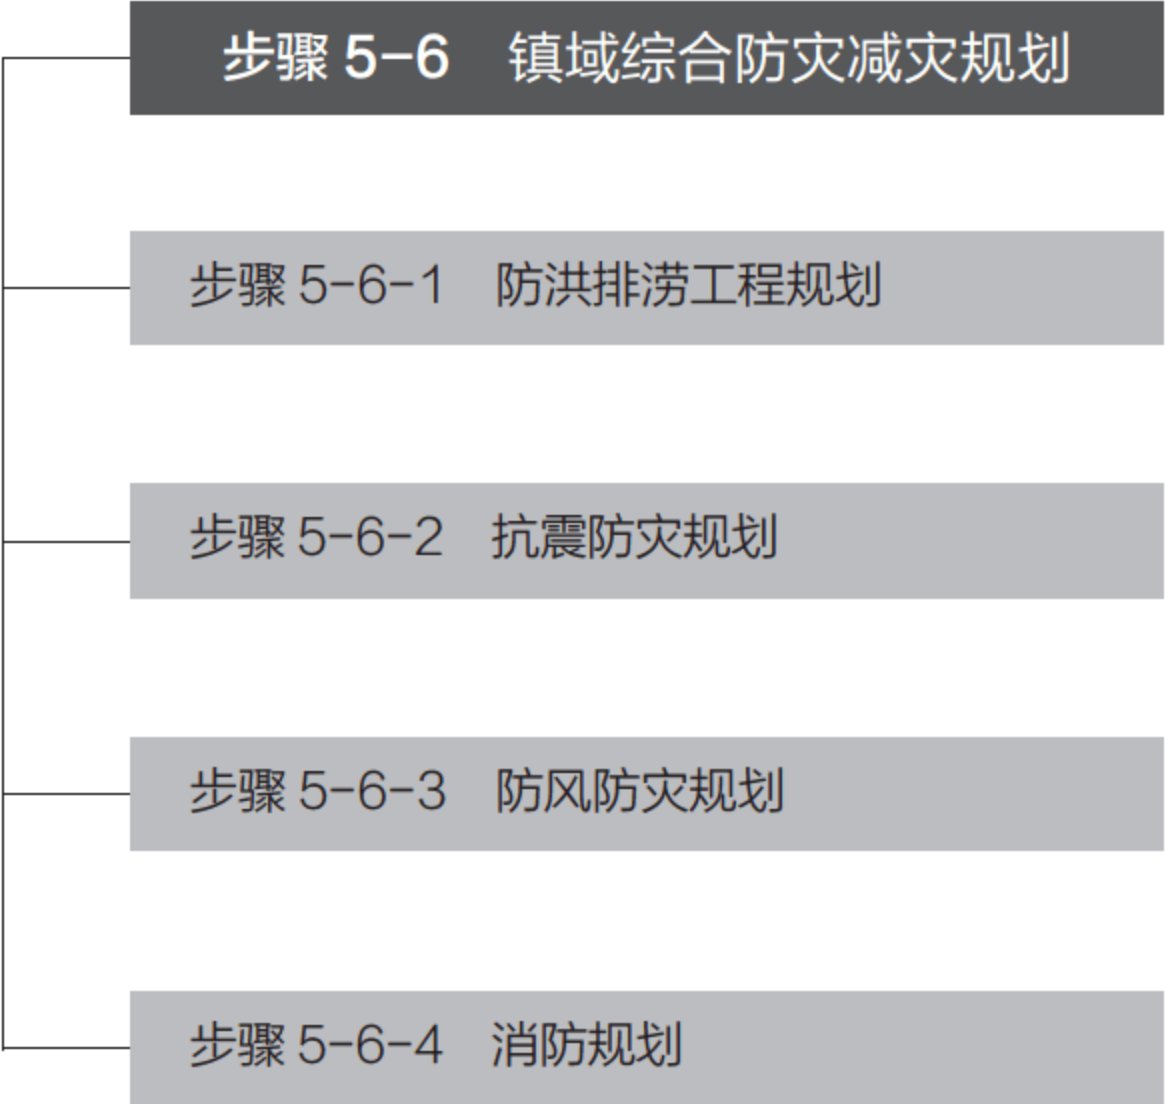 步骤 5-6 镇域综合防灾减灾规划
步骤 5-6-1 防洪排涝工程规划
步骤 5-6-2 抗震防灾规划
步骤 5-6-3 防风防灾规划
步骤 5-6-4 消防规划